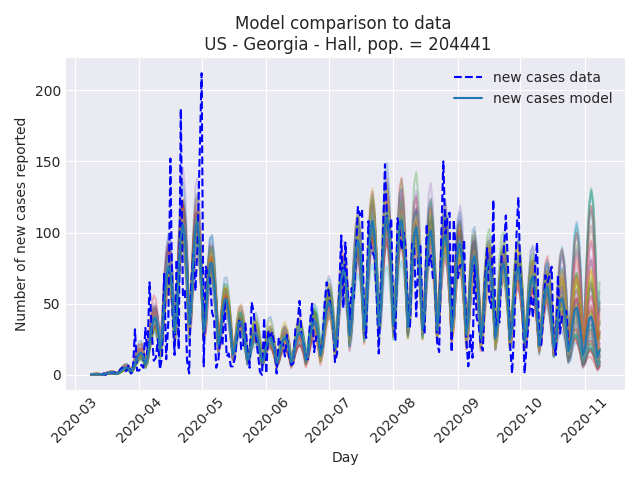 Model comparison to data
US - Georgia - Hall, pop. = 204441
new cases data
new cases model
Number of new cases reported
200
150
100
50
0
2020-03
2020-04
2020-05
2020-06
2020-07
2020-08
2020-09
2020-10
2020-11
Day